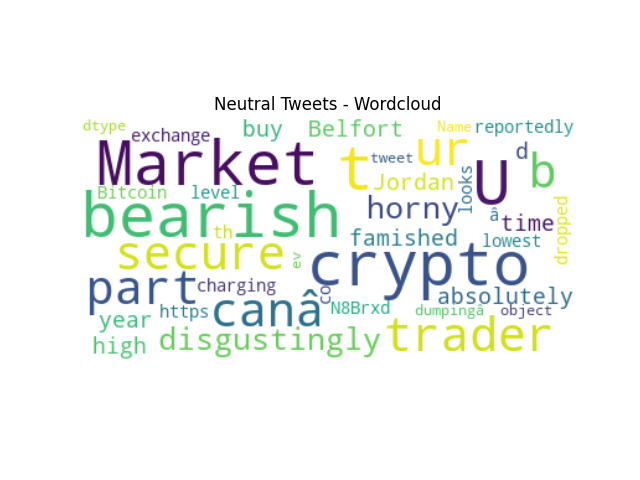 Neutral Tweets - Wordcloud
dtype exchange buy Belfort Name reportedly
Market t tweet ur U d b
Bitcoin level Jordan looks
bearish horny â time dropped
th famished lowest
secure ev crypto
part charging co absolutely
https canâ N8Brxd dumpingâ object
year trader
high disgustingly